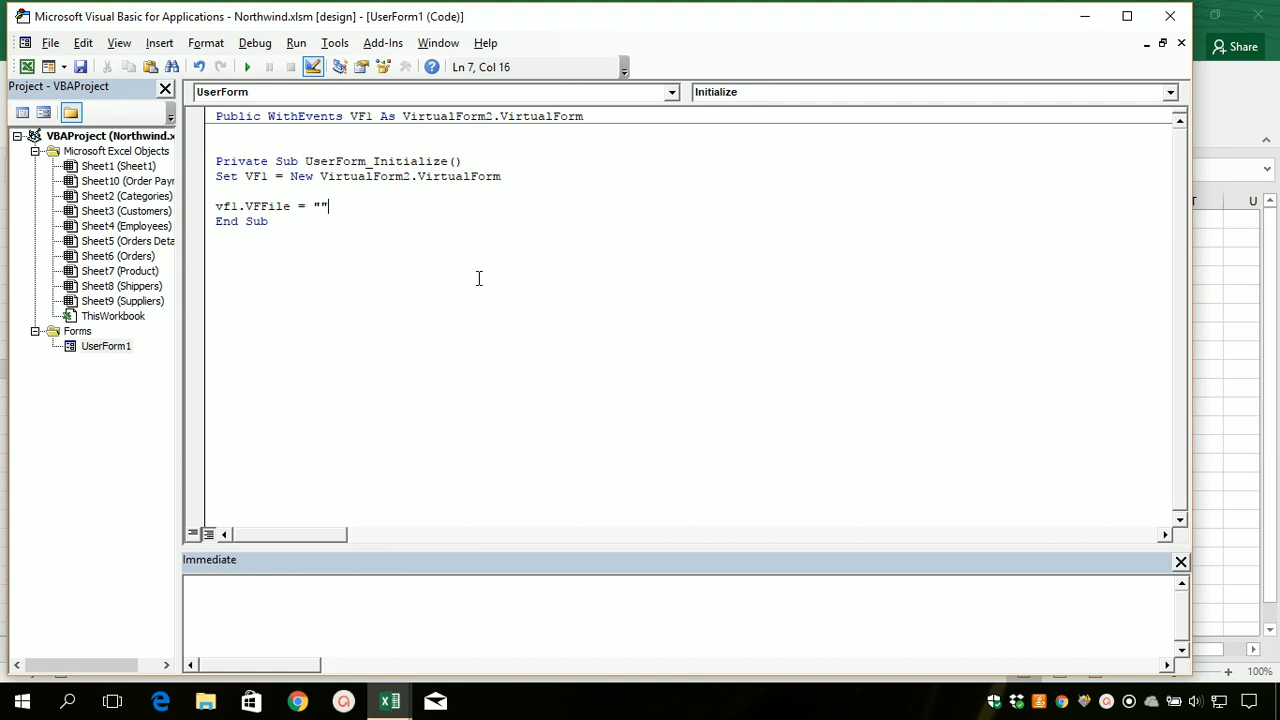 Microsoft Visual Basic for Applications - Northwind.xlsm [design] - [UserForm1 (Code)]
File Edit View Insert Format Debug Run Tools Add-Ins Window Help
Share
Ln 7, Col 16
Project - VBAProject
UserForm
Initialize
VBAProject (Northwind.x
Microsoft Excel Objects
Sheet1 (Sheet1)
Sheet10 (Order Payr
Sheet2 (Categories)
Sheet3 (Customers)
Sheet4 (Employees)
Sheet5 (Orders Deta
Sheet6 (Orders)
Sheet7 (Product)
Sheet8 (Shippers)
Sheet9 (Suppliers)
ThisWorkbook
Forms
UserForm1
Public WithEvents VF1 As VirtualForm2.VirtualForm
Private Sub UserForm_Initialize()
Set VF1 = New VirtualForm2.VirtualForm
vf1.VFFile = ""
End Sub
U
Immediate
100%